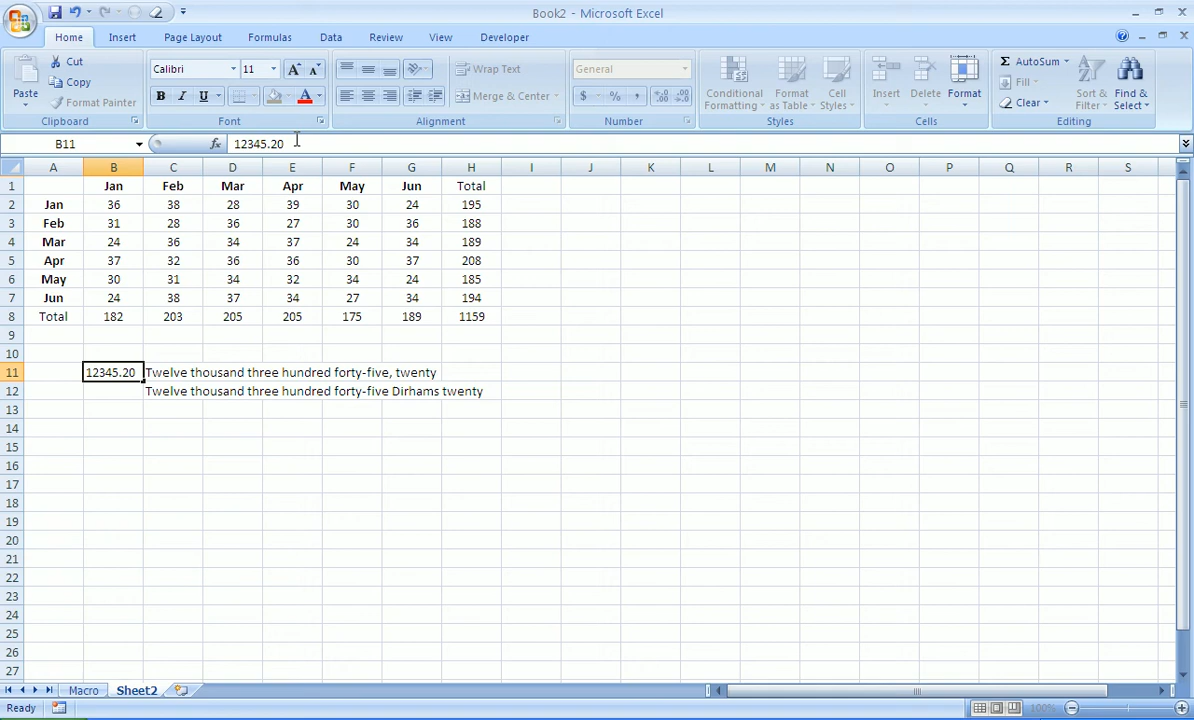 Book2 - Microsoft Excel
Home Insert Page Layout Formulas Data Review View Developer
Paste Cut Copy Format Painter Clipboard
Calibri 11 A A B I U A Font
Wrap Text Merge & Center Alignment
General $ % , .0 .00 .00 .0 Number
Conditional Formatting Format as Table Cell Styles Styles
Insert Delete Format Cells
Σ AutoSum Fill Clear Sort & Filter Find & Select Editing
B11 fx 12345.20
A B C D E F G H I J K L M N O P Q R S
1 Jan Feb Mar Apr May Jun Total
2 Jan 36 38 28 39 30 24 195
3 Feb 31 28 36 27 30 36 188
4 Mar 24 36 34 37 24 34 189
5 Apr 37 32 36 36 30 37 208
6 May 30 31 34 32 34 24 185
7 Jun 24 38 37 34 27 34 194
8 Total 182 203 205 205 175 189 1159
9
10
11 12345.20 Twelve thousand three hundred forty-five, twenty
12 Twelve thousand three hundred forty-five Dirhams twenty
13
14
15
16
17
18
19
20
21
22
23
24
25
26
27
Macro Sheet2
Ready 100%